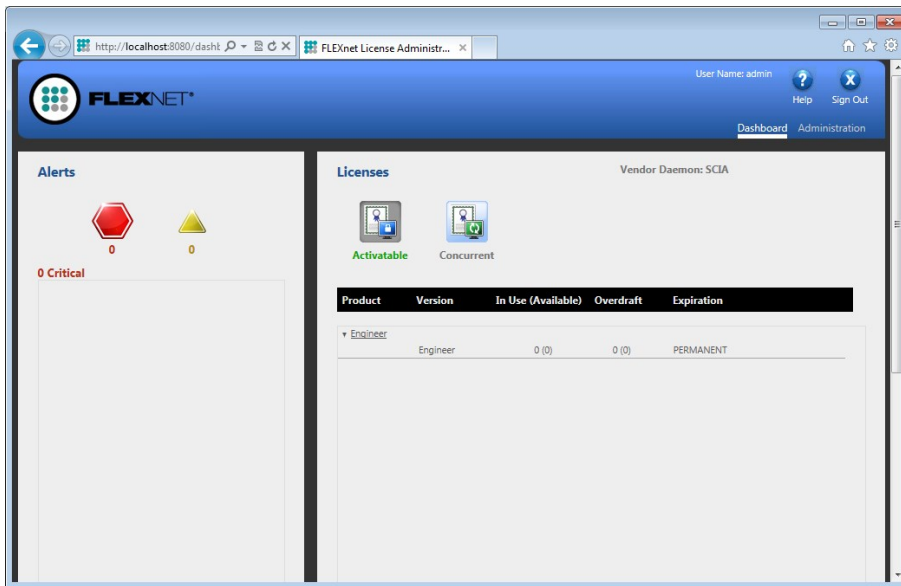 http://localhost:8080/dasht
FLEXnet License Administr...
FLEXNET
User Name: admin
Help
Sign Out
Dashboard
Administration
Alerts
0
0
0 Critical
Licenses
Vendor Daemon: SCIA
Activatable
Concurrent
Product Version In Use (Available) Overdraft Expiration
Engineer
Engineer 0 (0) 0 (0) PERMANENT